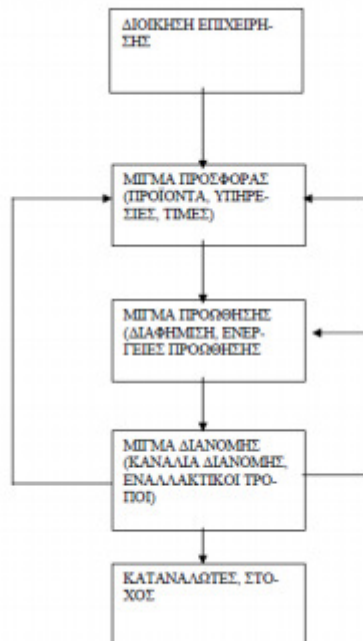 ΔΙΟΙΚΗΣΗ ΕΠΙΧΕΙΡΗ-
ΣΗΣ
ΜΙΓΜΑ ΠΡΟΣΦΟΡΑΣ
(ΠΡΟΪΟΝΤΑ, ΥΠΗΡΕ-
ΣΙΕΣ, ΤΙΜΕΣ)
ΜΙΓΜΑ ΠΡΟΩΘΗΣΗΣ
(ΔΙΑΦΗΜΙΣΗ, ΕΝΕΡ-
ΓΕΙΕΣ ΠΡΟΩΘΗΣΗΣ
ΜΙΓΜΑ ΔΙΑΝΟΜΗΣ
(ΚΑΝΑΛΙΑ ΔΙΑΝΟΜΗΣ,
ΕΝΑΛΛΑΚΤΙΚΟΙ ΤΡΟ-
ΠΟΙ)
ΚΑΤΑΝΑΛΩΤΕΣ, ΣΤΟ-
ΧΟΣ